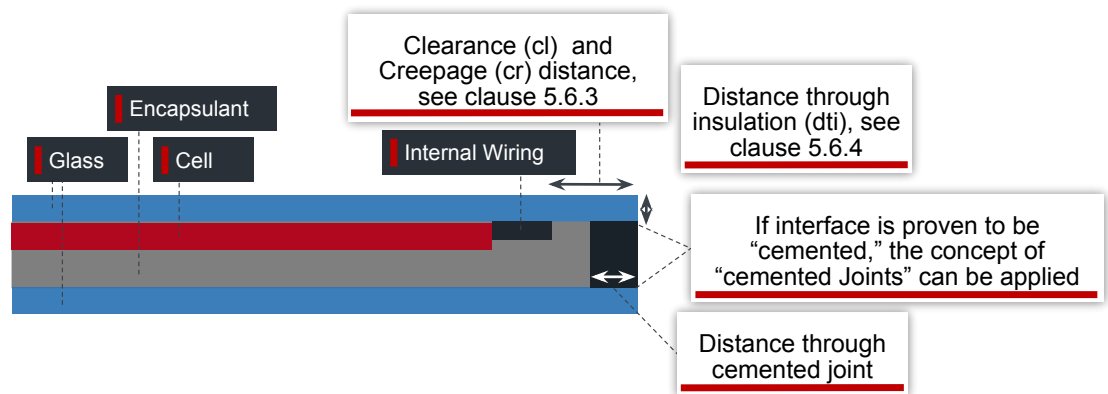 Clearance (cl) and
Creepage (cr) distance,
see clause 5.6.3
Distance through
insulation (dti), see
clause 5.6.4
Encapsulant
Glass
Cell
Internal Wiring
If interface is proven to be
“cemented,” the concept of
“cemented Joints” can be applied
Distance through
cemented joint